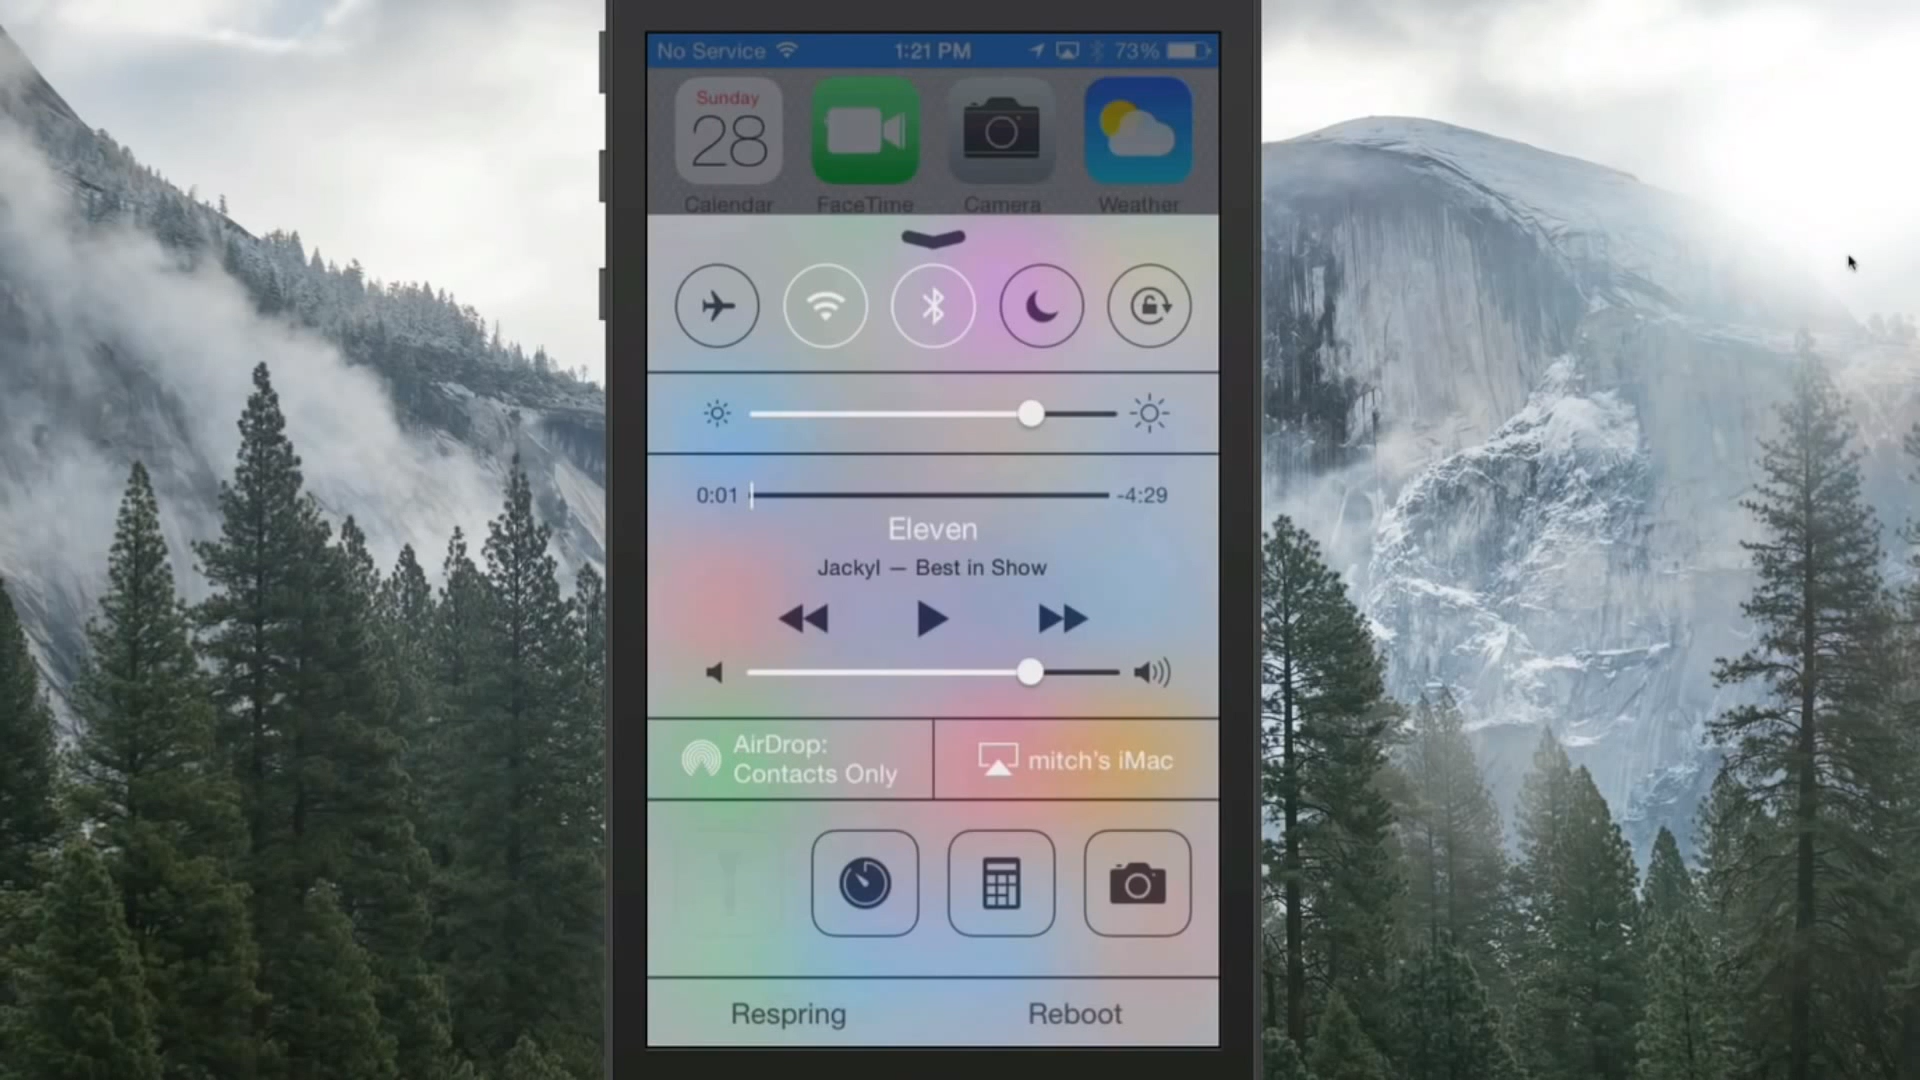 No Service 1:21 PM 73%
Sunday
28
Calendar FaceTime Camera Weather
0:01 -4:29
Eleven
Jackyl — Best in Show
AirDrop:
Contacts Only
mitch's iMac
Respring Reboot